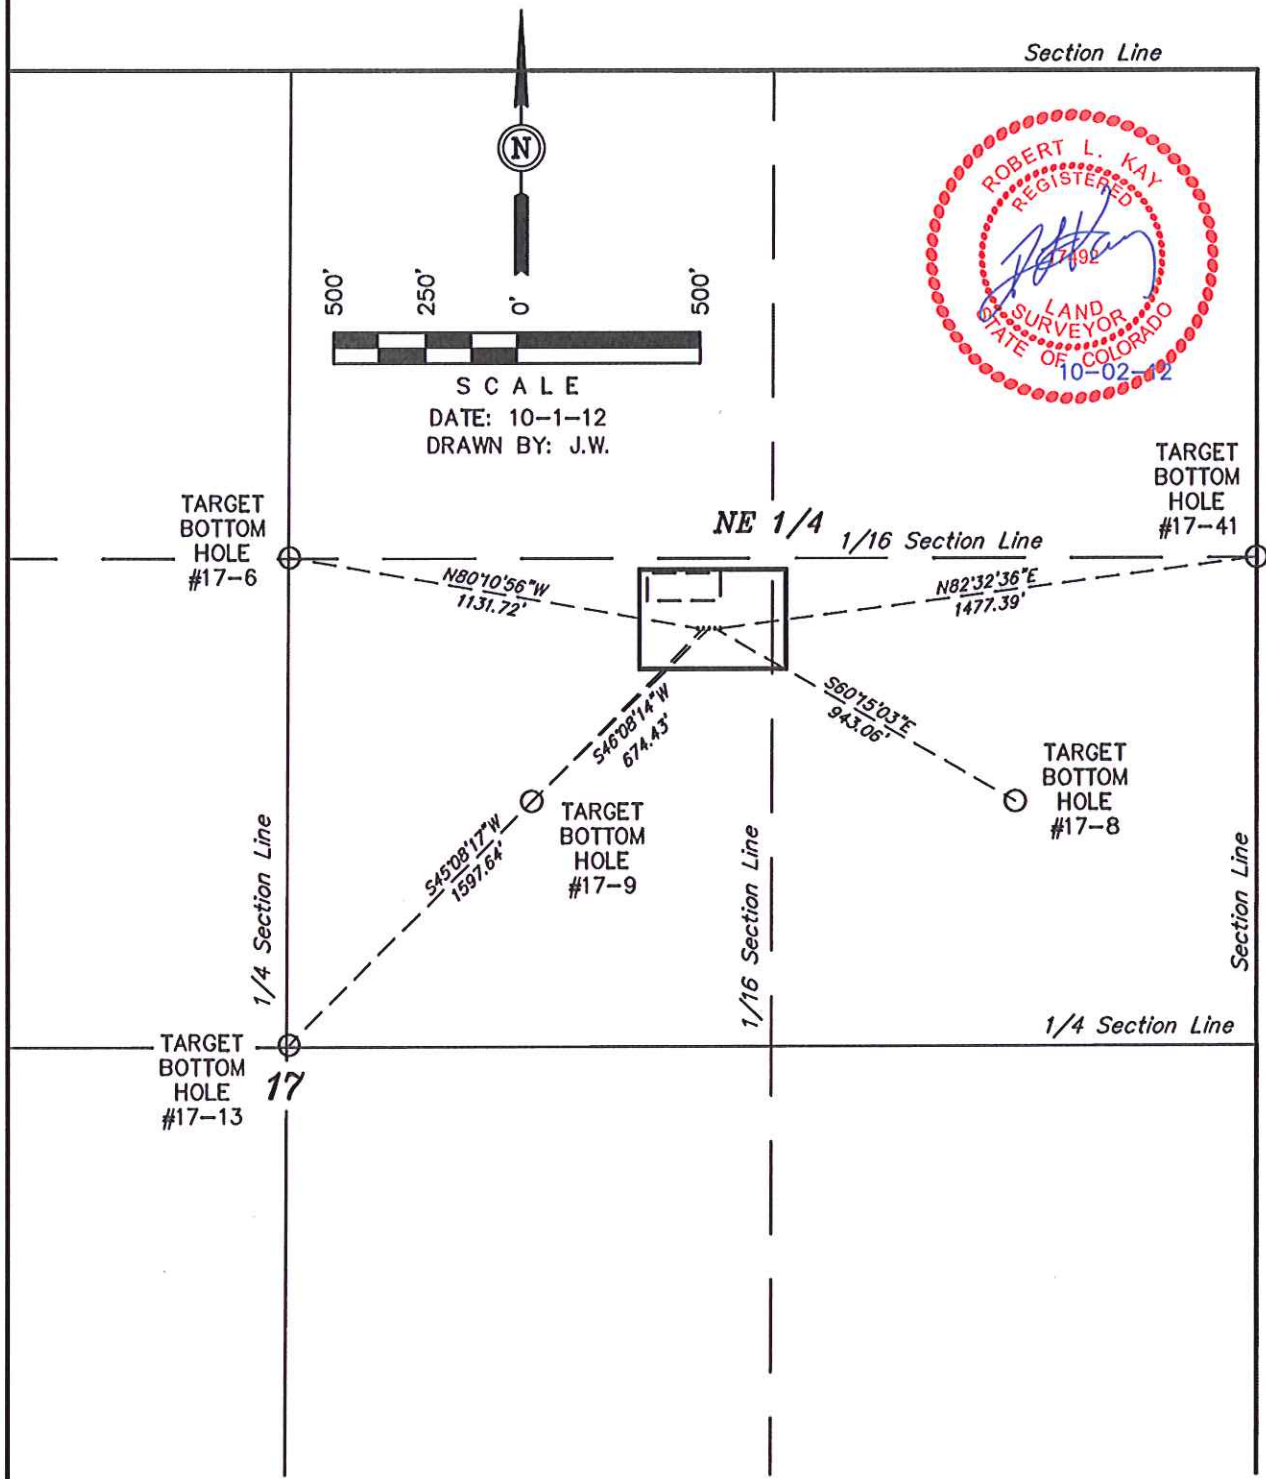 Section Line
N
ROBERT L. KAY
REGISTERED
17492
LAND
SURVEYOR
STATE OF COLORADO
10-02-12
500'
250'
0'
500'
SCALE
DATE: 10-1-12
DRAWN BY: J.W.
TARGET
BOTTOM
HOLE
#17-41
TARGET
BOTTOM
HOLE
#17-6
NE 1/4
1/16 Section Line
N80°10'56"W
1131.72'
N82°32'36"E
1477.39'
S46°08'14"W
674.43'
S60°15'03"E
943.06'
TARGET
BOTTOM
HOLE
#17-8
TARGET
BOTTOM
HOLE
#17-9
S45°08'17"W
1597.64'
1/4 Section Line
1/16 Section Line
Section Line
1/4 Section Line
TARGET
BOTTOM
HOLE
#17-13
17